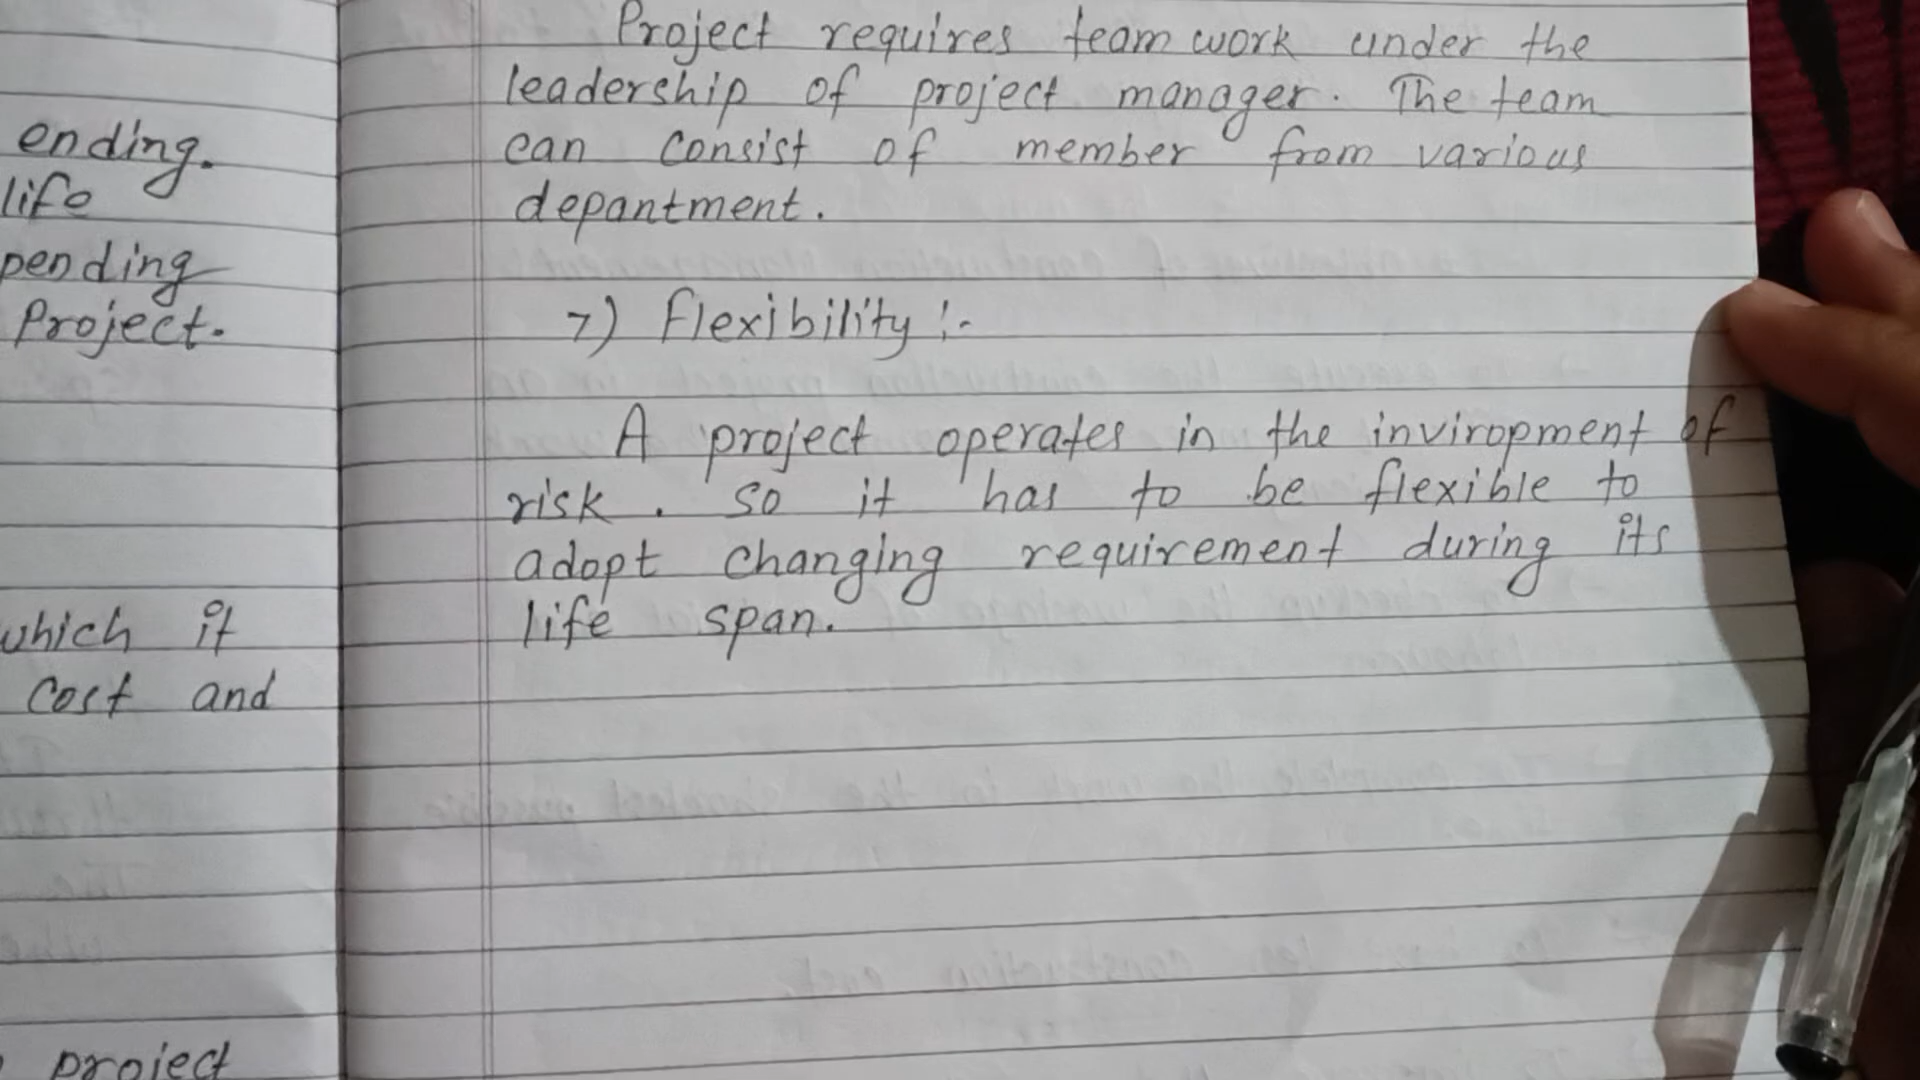 ending.
life
pending
Project.
which it
cost and
project
Project requires team work under the
leadership of project manager. The team
can consist of member from various
depantment.
7) Flexibility :-
A project operates in the inviropment of
risk. so it has to be flexible to
adopt changing requirement during its
life span.